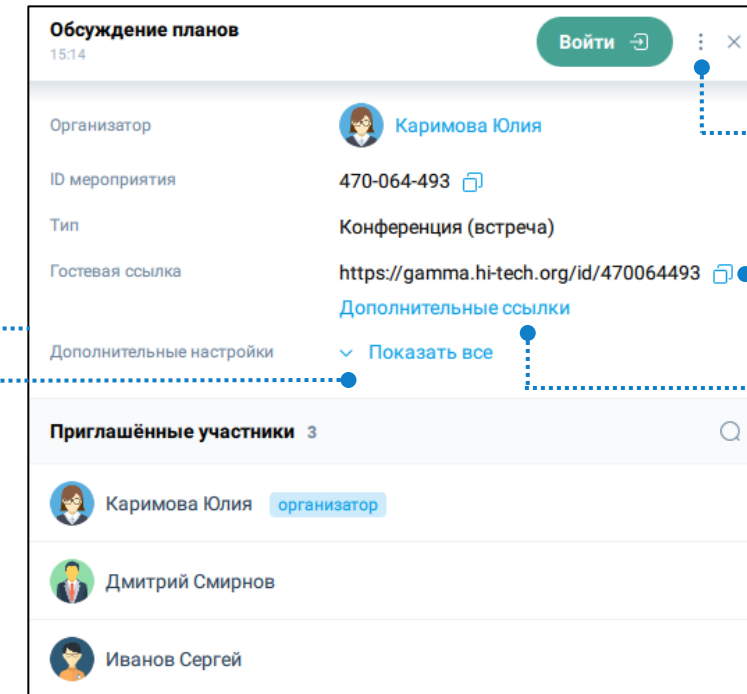 Обсуждение планов
15:14
Войти
Организатор
Каримова Юлия
ID мероприятия
470-064-493
Тип
Конференция (встреча)
Гостевая ссылка
https://gamma.hi-tech.org/id/470064493
Дополнительные ссылки
Дополнительные настройки
Показать все
Приглашённые участники 3
Каримова Юлия организатор
Дмитрий Смирнов
Иванов Сергей